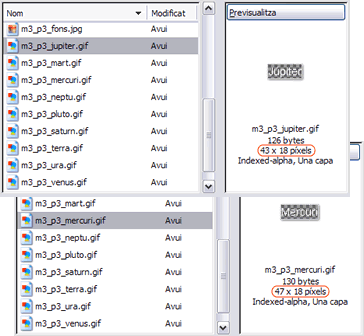 Nom Modificat
m3_p3_fons.jpg Avui
m3_p3_jupiter.gif Avui
m3_p3_mart.gif Avui
m3_p3_mercuri.gif Avui
m3_p3_neptu.gif Avui
m3_p3_pluto.gif Avui
m3_p3_saturn.gif Avui
m3_p3_terra.gif Avui
m3_p3_ura.gif Avui
m3_p3_venus.gif Avui
Previsualitza
Júpiter
m3_p3_jupiter.gif
126 bytes
43 x 18 píxels
Indexed-alpha, Una capa
m3_p3_mart.gif Avui
m3_p3_mercuri.gif Avui
m3_p3_neptu.gif Avui
m3_p3_pluto.gif Avui
m3_p3_saturn.gif Avui
m3_p3_terra.gif Avui
m3_p3_ura.gif Avui
m3_p3_venus.gif Avui
Mercuri
m3_p3_mercuri.gif
130 bytes
47 x 18 píxels
Indexed-alpha, Una capa